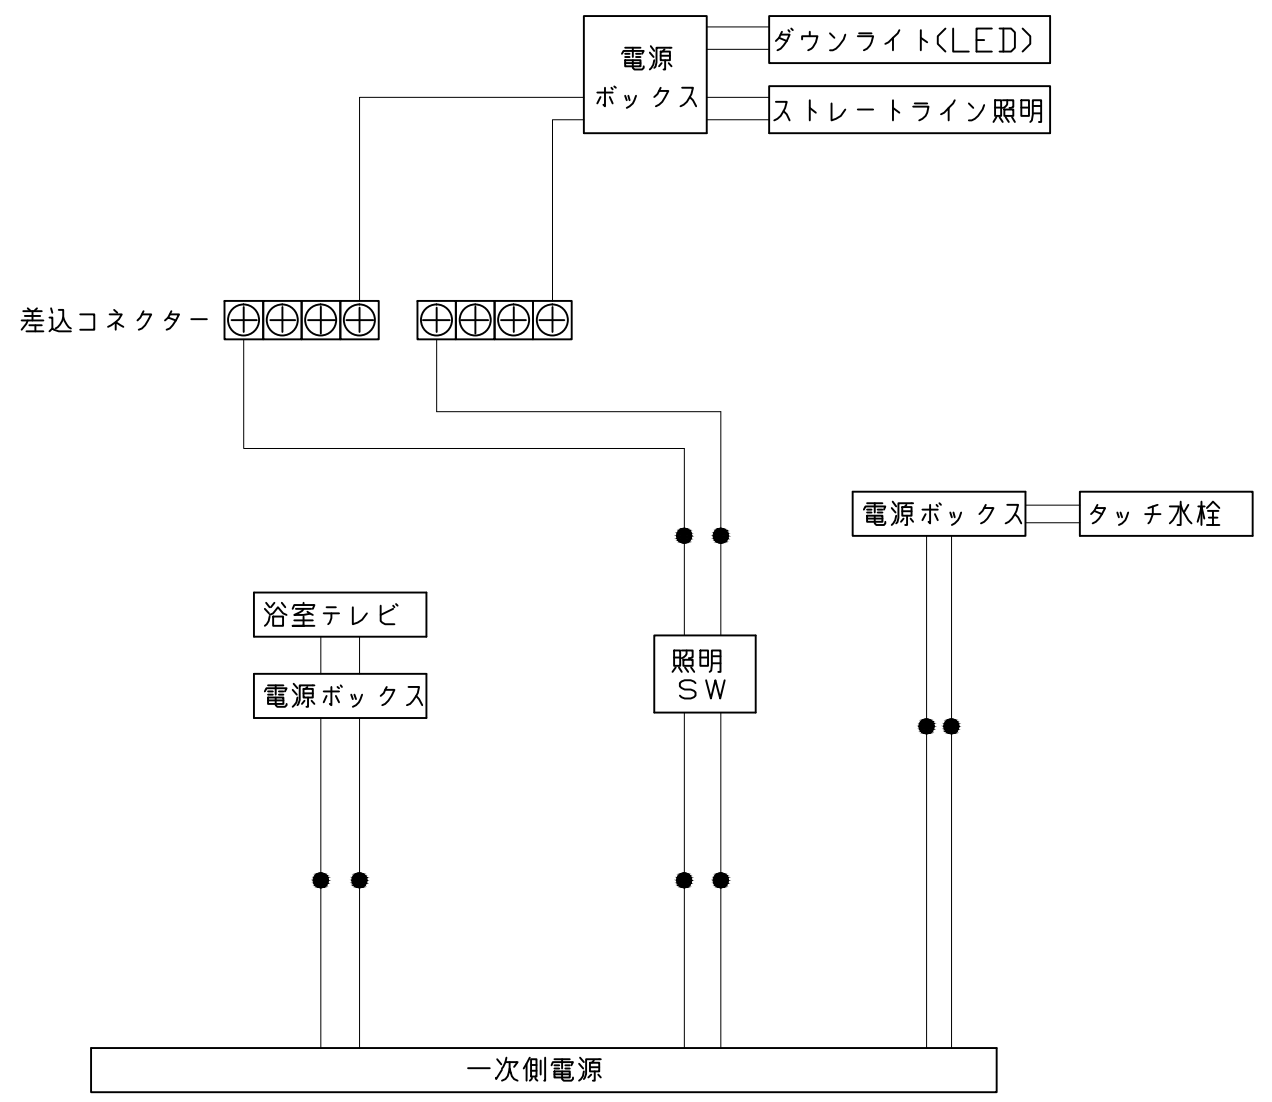 電源
ボックス
ダウンライト(LED)
ストレートライン照明
差込コネクター
電源ボックス
タッチ水栓
浴室テレビ
電源ボックス
照明
SW
一次側電源